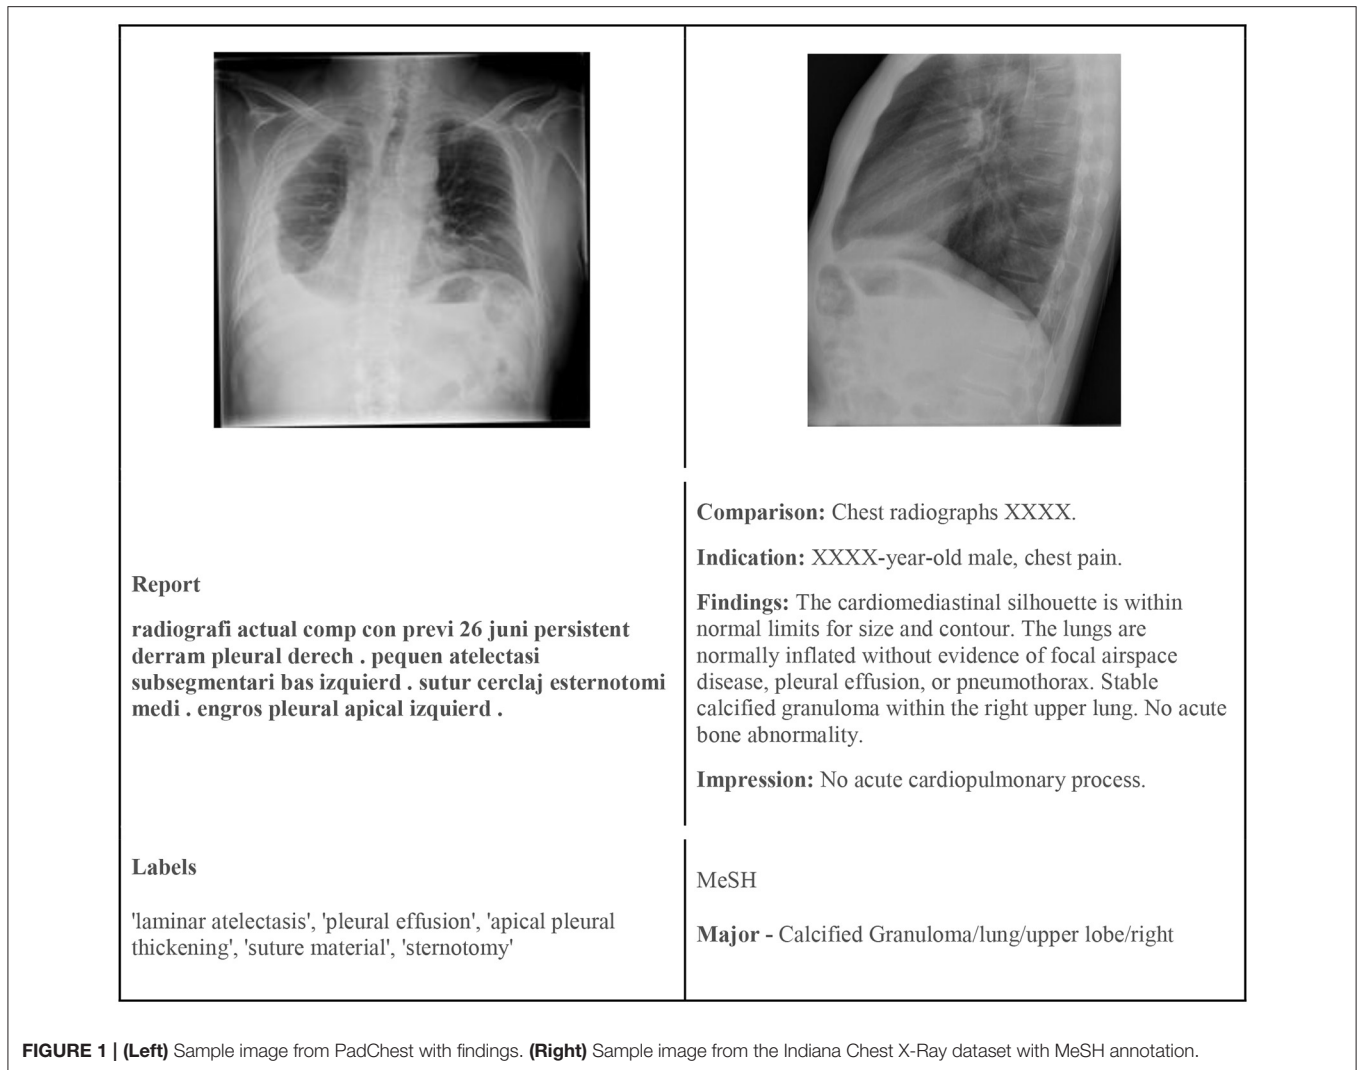 Report
radiografi actual comp con previ 26 juni persistent
derram pleural derech . pequen atelectasi
subsegmentari bas izquierd . sutur cerclaj esternotomi
medi . engros pleural apical izquierd .
Comparison: Chest radiographs XXXX.
Indication: XXXX-year-old male, chest pain.
Findings: The cardiomediastinal silhouette is within
normal limits for size and contour. The lungs are
normally inflated without evidence of focal airspace
disease, pleural effusion, or pneumothorax. Stable
calcified granuloma within the right upper lung. No acute
bone abnormality.
Impression: No acute cardiopulmonary process.
Labels
'laminar atelectasis', 'pleural effusion', 'apical pleural
thickening', 'suture material', 'sternotomy'
MeSH
Major - Calcified Granuloma/lung/upper lobe/right
FIGURE 1 | (Left) Sample image from PadChest with findings. (Right) Sample image from the Indiana Chest X-Ray dataset with MeSH annotation.